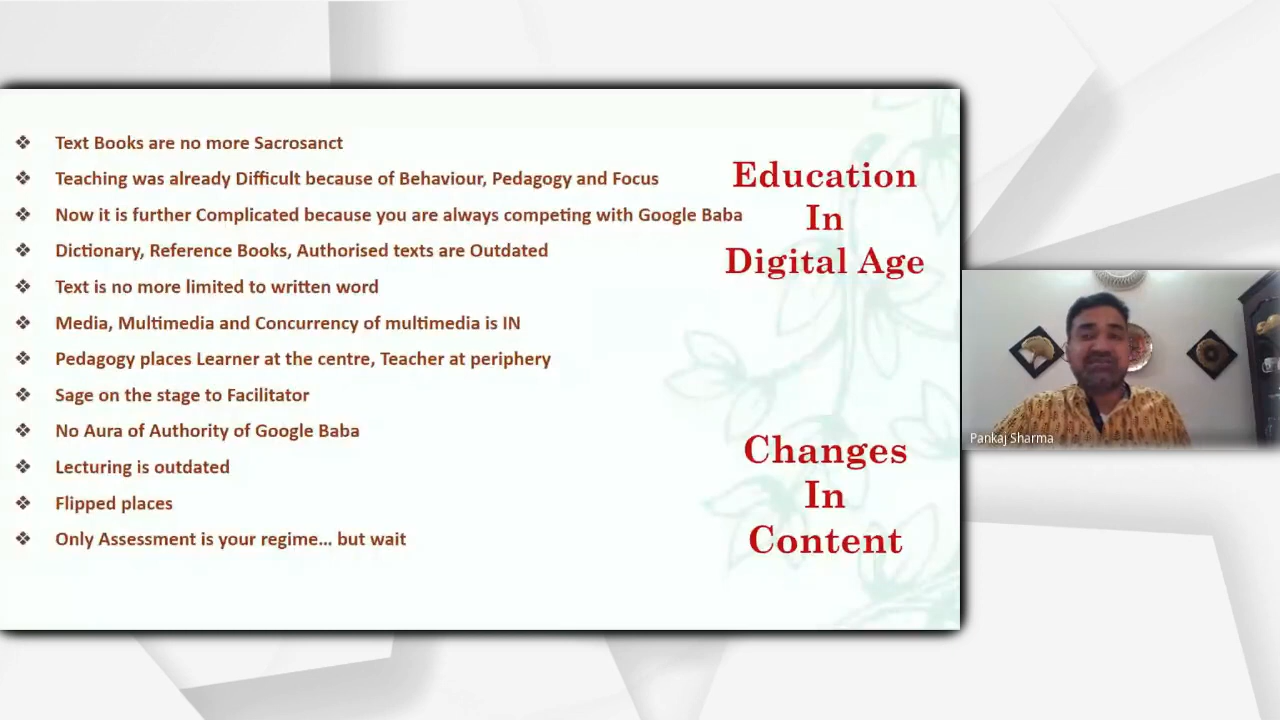 Text Books are no more Sacrosanct
Teaching was already Difficult because of Behaviour, Pedagogy and Focus
Now it is further Complicated because you are always competing with Google Baba
Dictionary, Reference Books, Authorised texts are Outdated
Text is no more limited to written word
Media, Multimedia and Concurrency of multimedia is IN
Pedagogy places Learner at the centre, Teacher at periphery
Sage on the stage to Facilitator
No Aura of Authority of Google Baba
Lecturing is outdated
Flipped places
Only Assessment is your regime... but wait
Education
In
Digital Age
Changes
In
Content
Pankaj Sharma